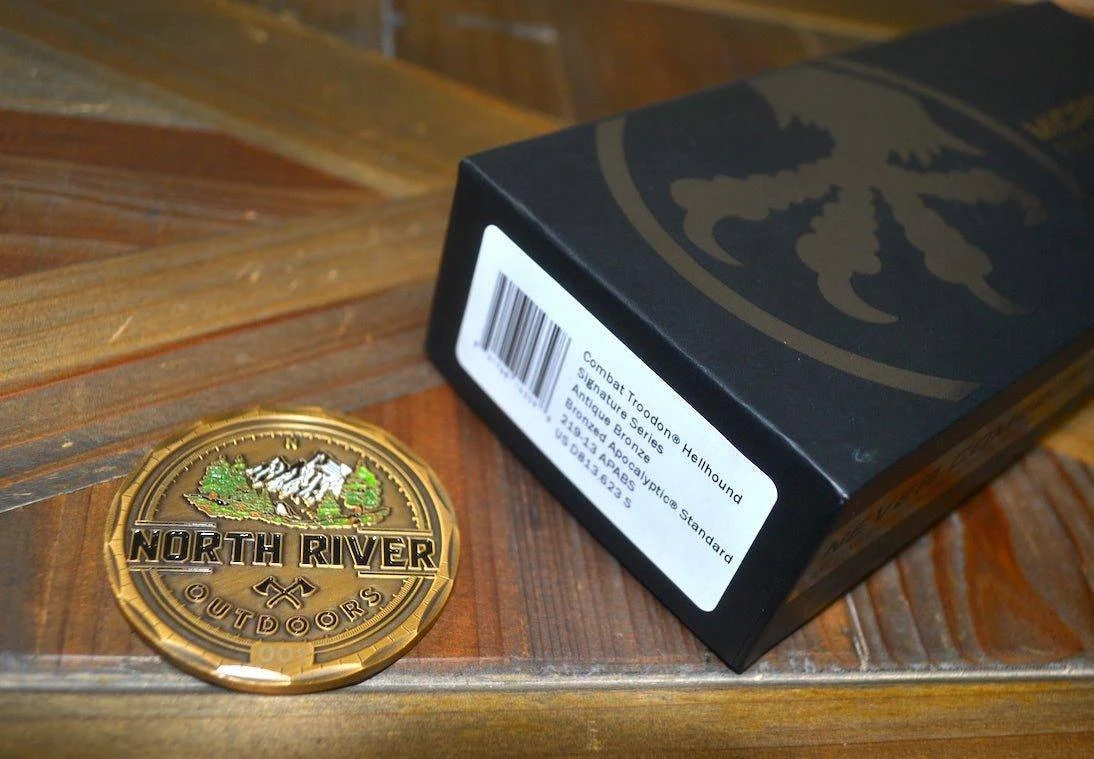 N
NORTH RIVER
OUTDOORS
Combat Troodon® Hellhound
Signature Series
Antique Bronze
Bronzed Apocalyptic® Standard
219-13 APABS
US D813,623 S